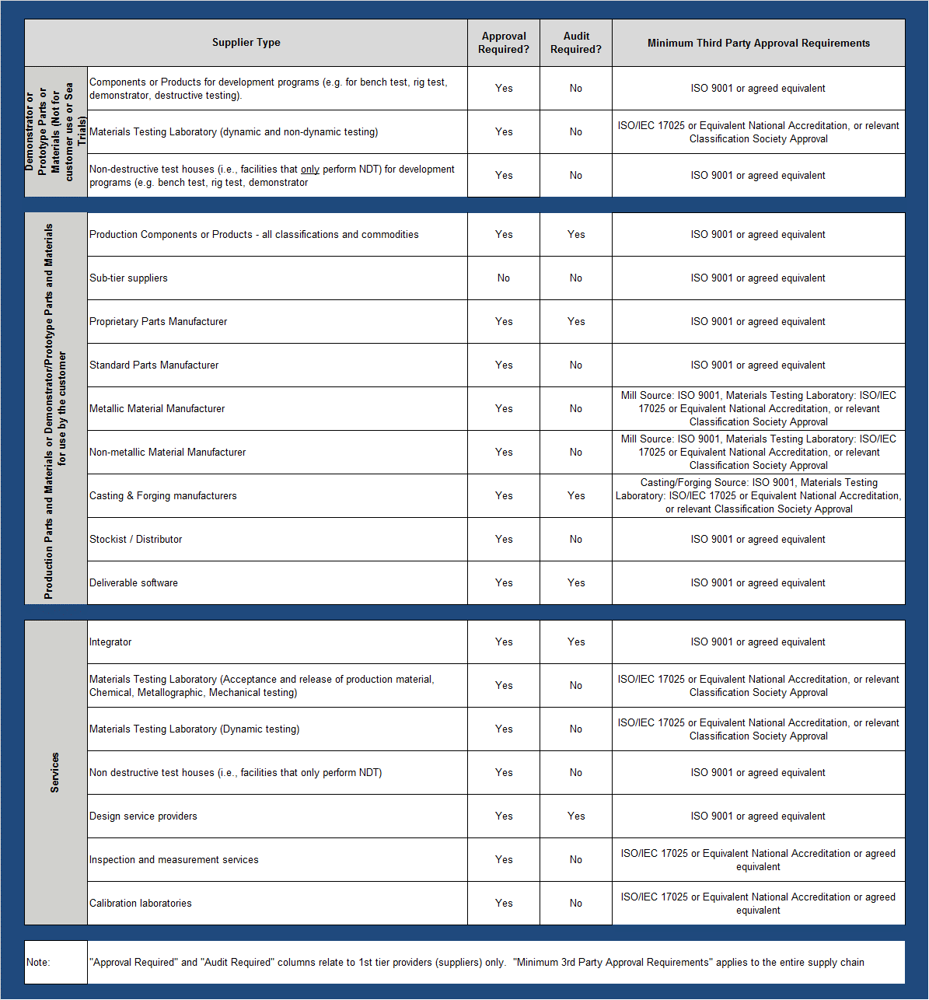 Supplier Type
Approval
Required?
Audit
Required?
Minimum Third Party Approval Requirements
Demonstrator or
Prototype Parts or
Materials (Not for
customer use or Sea
Trials)
Components or Products for development programs (e.g. for bench test, rig test,
demonstrator, destructive testing).
Yes
No
ISO 9001 or agreed equivalent
Materials Testing Laboratory (dynamic and non-dynamic testing)
Yes
No
ISO/IEC 17025 or Equivalent National Accreditation, or relevant
Classification Society Approval
Non-destructive test houses (i.e., facilities that only perform NDT) for development
programs (e.g. bench test, rig test, demonstrator
Yes
No
ISO 9001 or agreed equivalent
Production Parts and Materials or Demonstrator/Prototype Parts and Materials
for use by the customer
Production Components or Products - all classifications and commodities
Yes
Yes
ISO 9001 or agreed equivalent
Sub-tier suppliers
No
No
ISO 9001 or agreed equivalent
Proprietary Parts Manufacturer
Yes
Yes
ISO 9001 or agreed equivalent
Standard Parts Manufacturer
Yes
No
ISO 9001 or agreed equivalent
Metallic Material Manufacturer
Yes
No
Mill Source: ISO 9001, Materials Testing Laboratory: ISO/IEC
17025 or Equivalent National Accreditation, or relevant
Classification Society Approval
Non-metallic Material Manufacturer
Yes
No
Mill Source: ISO 9001, Materials Testing Laboratory: ISO/IEC
17025 or Equivalent National Accreditation, or relevant
Classification Society Approval
Casting & Forging manufacturers
Yes
Yes
Casting/Forging Source: ISO 9001, Materials Testing
Laboratory: ISO/IEC 17025 or Equivalent National Accreditation,
or relevant Classification Society Approval
Stockist / Distributor
Yes
No
ISO 9001 or agreed equivalent
Deliverable software
Yes
Yes
ISO 9001 or agreed equivalent
Services
Integrator
Yes
Yes
ISO 9001 or agreed equivalent
Materials Testing Laboratory (Acceptance and release of production material,
Chemical, Metallographic, Mechanical testing)
Yes
No
ISO/IEC 17025 or Equivalent National Accreditation, or relevant
Classification Society Approval
Materials Testing Laboratory (Dynamic testing)
Yes
No
ISO/IEC 17025 or Equivalent National Accreditation, or relevant
Classification Society Approval
Non destructive test houses (i.e., facilities that only perform NDT)
Yes
No
ISO 9001 or agreed equivalent
Design service providers
Yes
Yes
ISO 9001 or agreed equivalent
Inspection and measurement services
Yes
No
ISO/IEC 17025 or Equivalent National Accreditation or agreed
equivalent
Calibration laboratories
Yes
No
ISO/IEC 17025 or Equivalent National Accreditation or agreed
equivalent
Note:
"Approval Required" and "Audit Required" columns relate to 1st tier providers (suppliers) only.  "Minimum 3rd Party Approval Requirements" applies to the entire supply chain